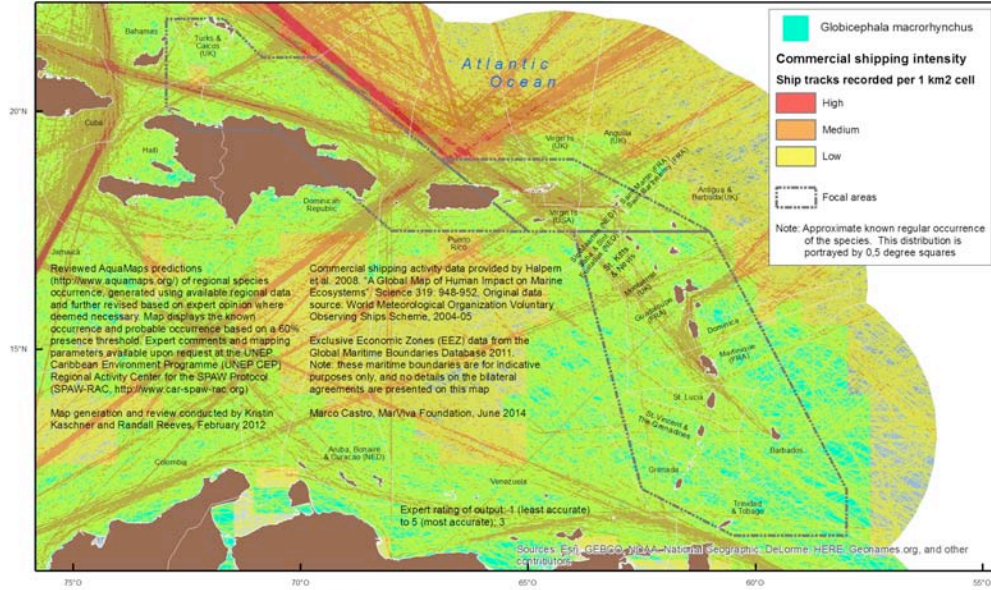 Globicephala macrorhynchus
Commercial shipping intensity
Ship tracks recorded per 1 km2 cell
High
Medium
Low
Focal areas
Note: Approximate known regular occurrence
of the species. This distribution is
portrayed by 0,5 degree squares
Atlantic
Ocean
Bahamas
Turks &
Caicos
(UK)
20°N
Cuba
Haiti
Dominican
Republic
Jamaica
Puerto
Rico
Virgin Is
(UK)
Anguilla
(UK)
Virgin Is
(USA)
Antigua &
Barbuda(UK)
St. Kitts
& Nevis
Montserrat
(UK)
Guadeloupe
(FRA)
Dominica
Martinique
(FRA)
St. Lucia
St. Vincent &
The Grenadines
Barbados
Grenada
Trinidad
& Tobago
15°N
Colombia
Aruba, Bonaire
& Curacao (NED)
Venezuela
Reviewed AquaMaps predictions
(http://www.aquamaps.org/) of regional species
occurrence, generated using available regional data
and further revised based on expert opinion where
deemed necessary. Map displays the known
occurrence and probable occurrence based on a 60%
presence threshold. Expert comments and mapping
parameters available upon request at the UNEP
Caribbean Environment Programme (UNEP CEP)
Regional Activity Center for the SPAW Protocol
(SPAW-RAC, http://www.car-spaw-rac.org)
Map generation and review conducted by Kristin
Kaschner and Randall Reeves, February 2012
Commercial shipping activity data provided by Halpern
et al. 2008. "A Global Map of Human Impact on Marine
Ecosystems". Science 319: 948-952. Original data
source: World Meteorological Organization Voluntary
Observing Ships Scheme, 2004-05
Exclusive Economic Zones (EEZ) data from the
Global Maritime Boundaries Database 2011.
Note: these maritime boundaries are for indicative
purposes only, and no details on the bilateral
agreements are presented on this map
Marco Castro, MarViva Foundation, June 2014
Expert rating of output: 1 (least accurate)
to 5 (most accurate); 3
Sources: Esri, GEBCO, NOAA, National Geographic, DeLorme, HERE, Geonames.org, and other
contributors
75°O
70°O
65°O
60°O
55°O